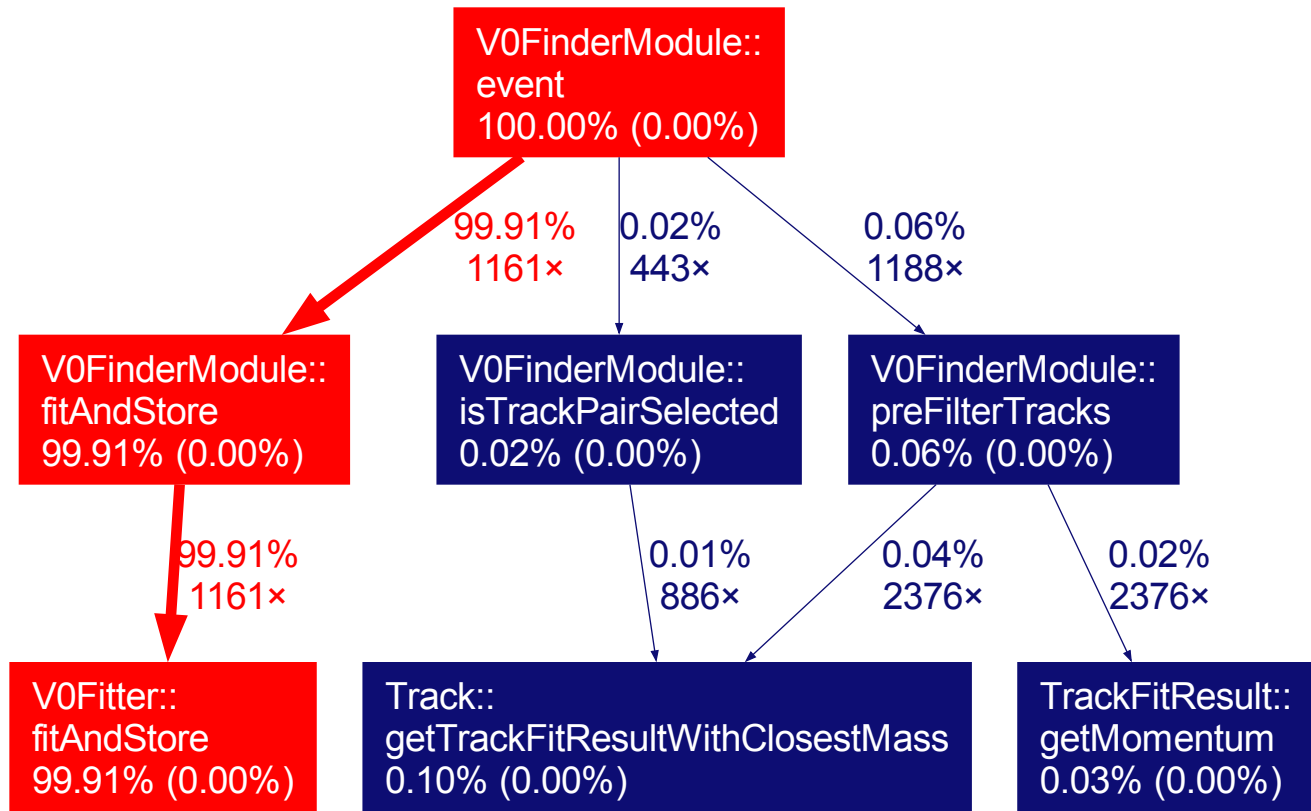 V0FinderModule::
event
100.00% (0.00%)
99.91%
1161×
0.02%
443×
0.06%
1188×
V0FinderModule::
fitAndStore
99.91% (0.00%)
V0FinderModule::
isTrackPairSelected
0.02% (0.00%)
V0FinderModule::
preFilterTracks
0.06% (0.00%)
99.91%
1161×
0.01%
886×
0.04%
2376×
0.02%
2376×
V0Fitter::
fitAndStore
99.91% (0.00%)
Track::
getTrackFitResultWithClosestMass
0.10% (0.00%)
TrackFitResult::
getMomentum
0.03% (0.00%)